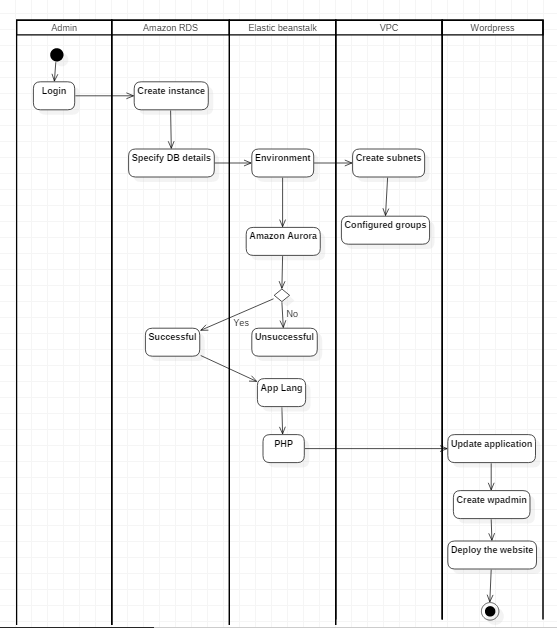 Admin
Amazon RDS
Elastic beanstalk
VPC
Wordpress
Login
Create instance
Specify DB details
Environment
Create subnets
Configured groups
Amazon Aurora
No
Yes
Successful
Unsuccessful
App Lang
PHP
Update application
Create wpadmin
Deploy the website